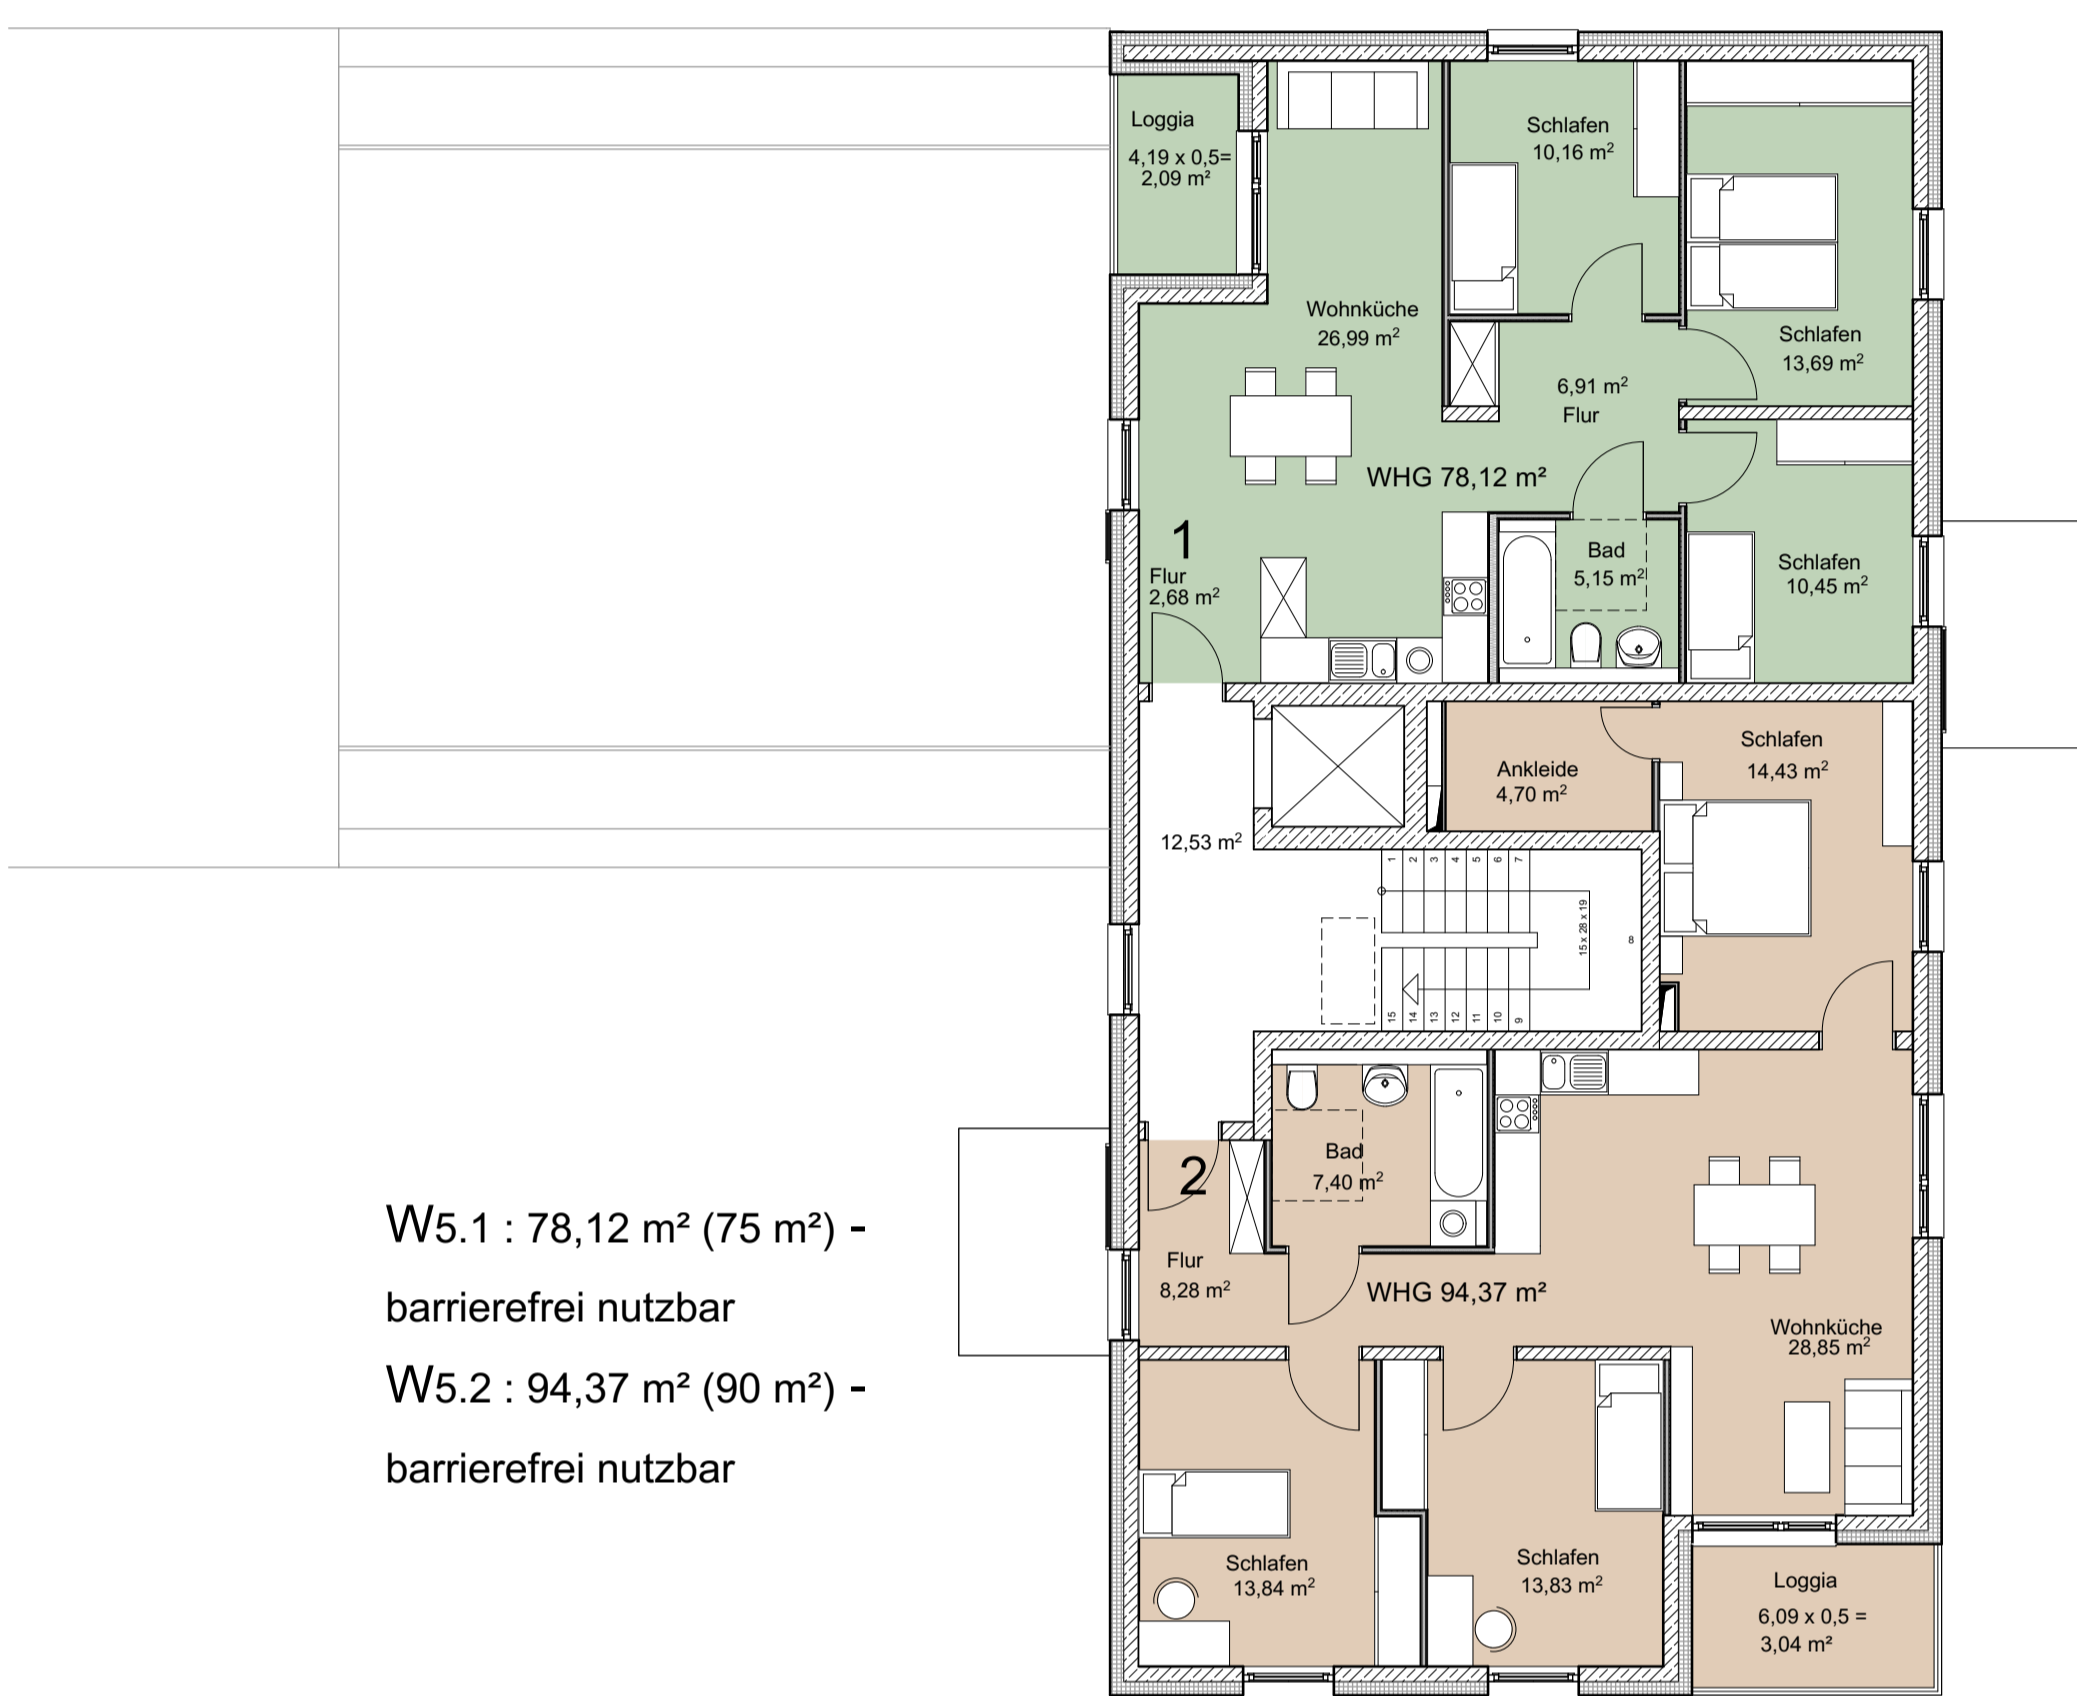 Loggia
4,19 x 0,5=
2,09 m²
Schlafen
10,16 m²
Wohnküche
26,99 m²
Schlafen
13,69 m²
6,91 m²
Flur
WHG 78,12 m²
1
Flur
2,68 m²
Bad
5,15 m²
Schlafen
10,45 m²
Schlafen
14,43 m²
Ankleide
4,70 m²
12,53 m²
1 2 3 4 5 6 7
15 x 28 x 19
8
15 14 13 12 11 10 9
2
Bad
7,40 m²
Flur
8,28 m²
WHG 94,37 m²
Wohnküche
28,85 m²
W5.1 : 78,12 m² (75 m²) -
barrierefrei nutzbar
W5.2 : 94,37 m² (90 m²) -
barrierefrei nutzbar
Schlafen
13,84 m²
Schlafen
13,83 m²
Loggia
6,09 x 0,5 =
3,04 m²